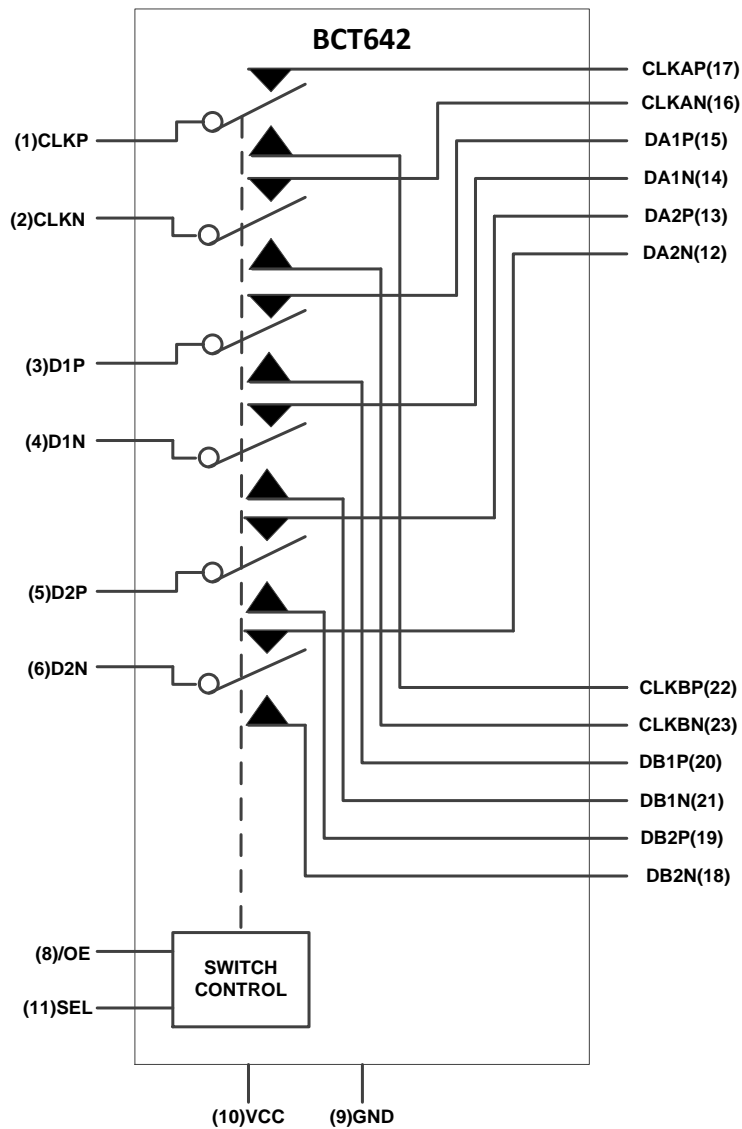 BCT642
CLKAP(17)
CLKAN(16)
(1)CLKP
DA1P(15)
DA1N(14)
(2)CLKN
DA2P(13)
DA2N(12)
(3)D1P
(4)D1N
(5)D2P
(6)D2N
CLKBP(22)
CLKBN(23)
DB1P(20)
DB1N(21)
DB2P(19)
DB2N(18)
(8)/OE
SWITCH
CONTROL
(11)SEL
(10)VCC
(9)GND